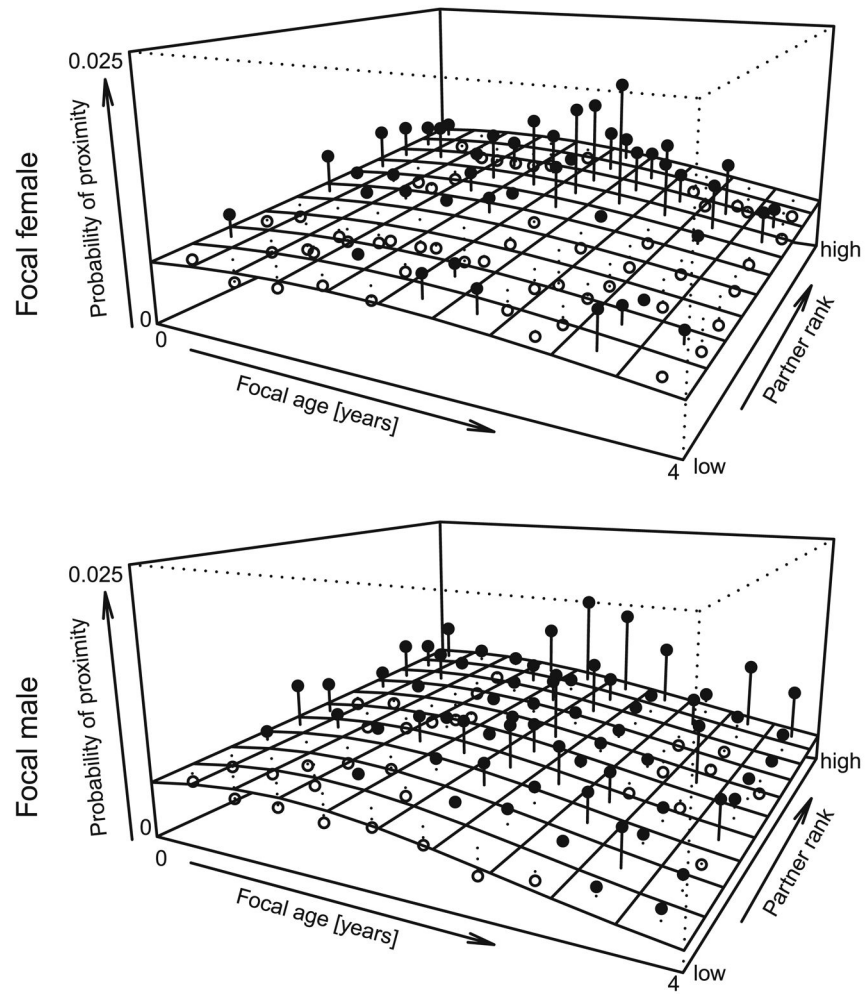 Focal female
Probability of proximity
0.025
0
0
Focal age [years]
4
low
high
Partner rank
Focal male
Probability of proximity
0.025
0
0
Focal age [years]
4
low
high
Partner rank